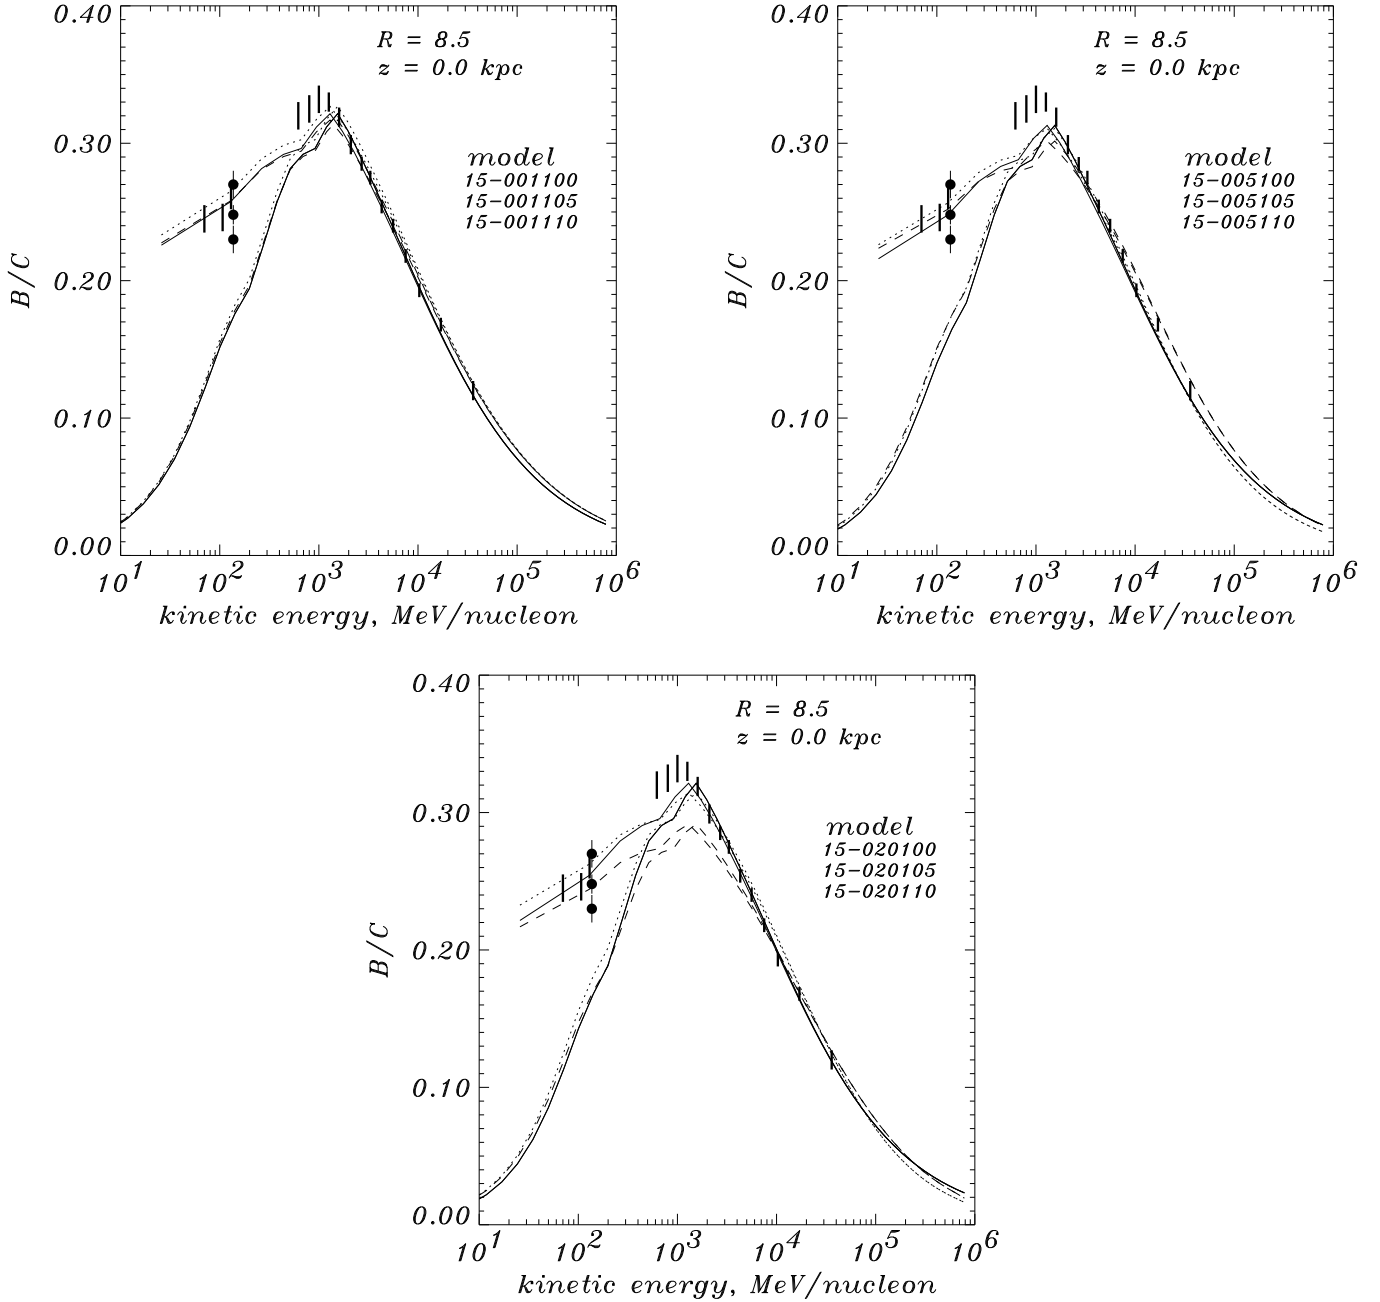 0.40
R = 8.5
z = 0.0 kpc
0.30
model
15-001100
15-001105
15-001110
B/C
0.20
0.10
0.00
10^1 10^2 10^3 10^4 10^5 10^6
kinetic energy, MeV/nucleon
0.40
R = 8.5
z = 0.0 kpc
0.30
model
15-005100
15-005105
15-005110
B/C
0.20
0.10
0.00
10^1 10^2 10^3 10^4 10^5 10^6
kinetic energy, MeV/nucleon
0.40
R = 8.5
z = 0.0 kpc
0.30
model
15-020100
15-020105
15-020110
B/C
0.20
0.10
0.00
10^1 10^2 10^3 10^4 10^5 10^6
kinetic energy, MeV/nucleon